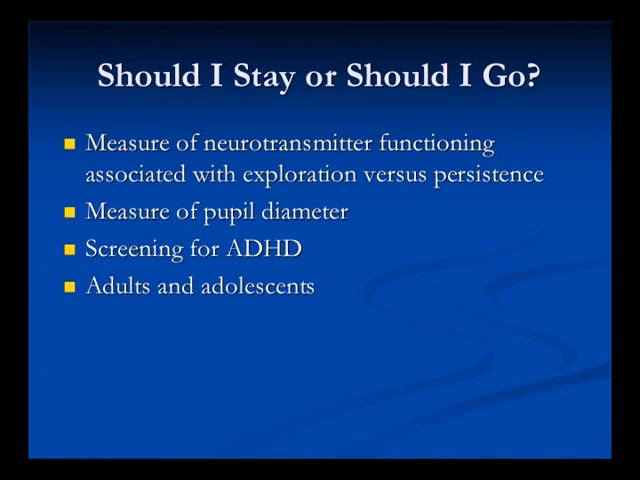 Should I Stay or Should I Go?
Measure of neurotransmitter functioning
associated with exploration versus persistence
Measure of pupil diameter
Screening for ADHD
Adults and adolescents